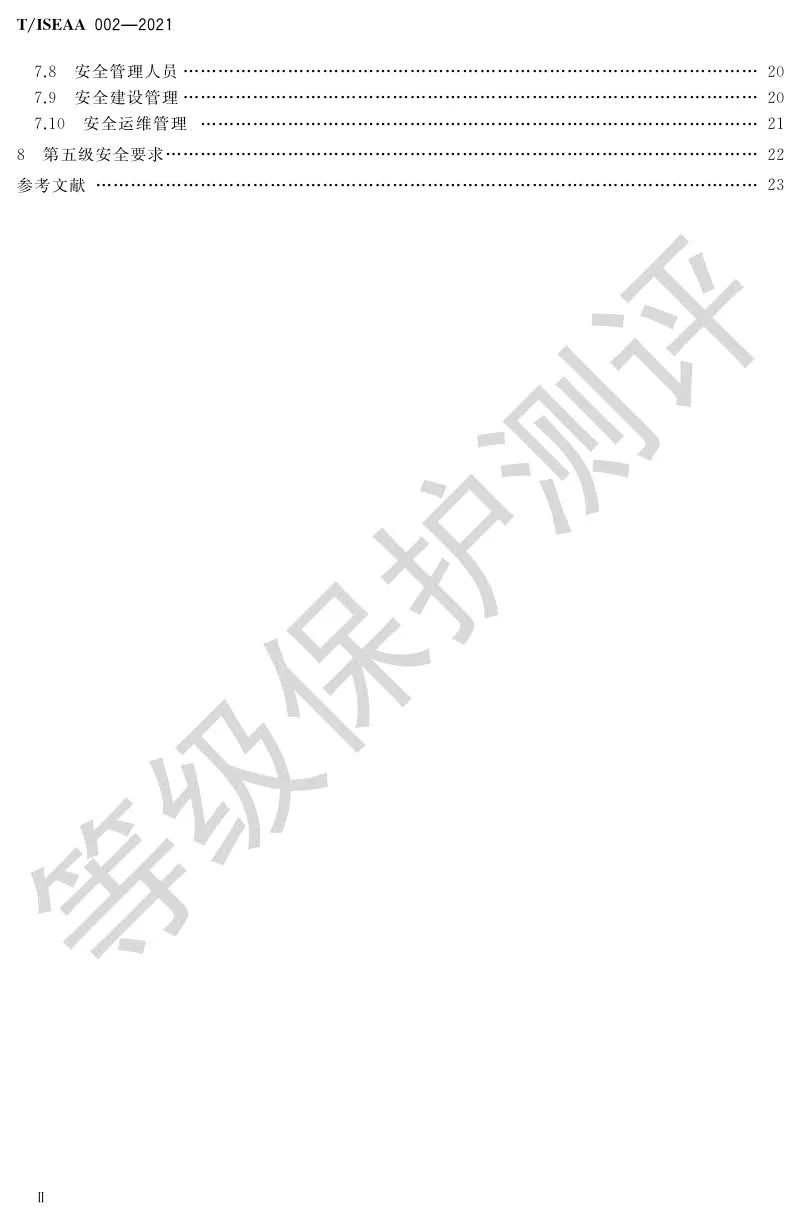 T/ISEAA 002—2021
7.8 安全管理人员 …………………………………………………………………………………… 20
7.9 安全建设管理 …………………………………………………………………………………… 20
7.10 安全运维管理 ………………………………………………………………………………… 21
8 第五级安全要求 ……………………………………………………………………………………… 22
参考文献 ………………………………………………………………………………………………… 23
等级保护测评
Ⅱ